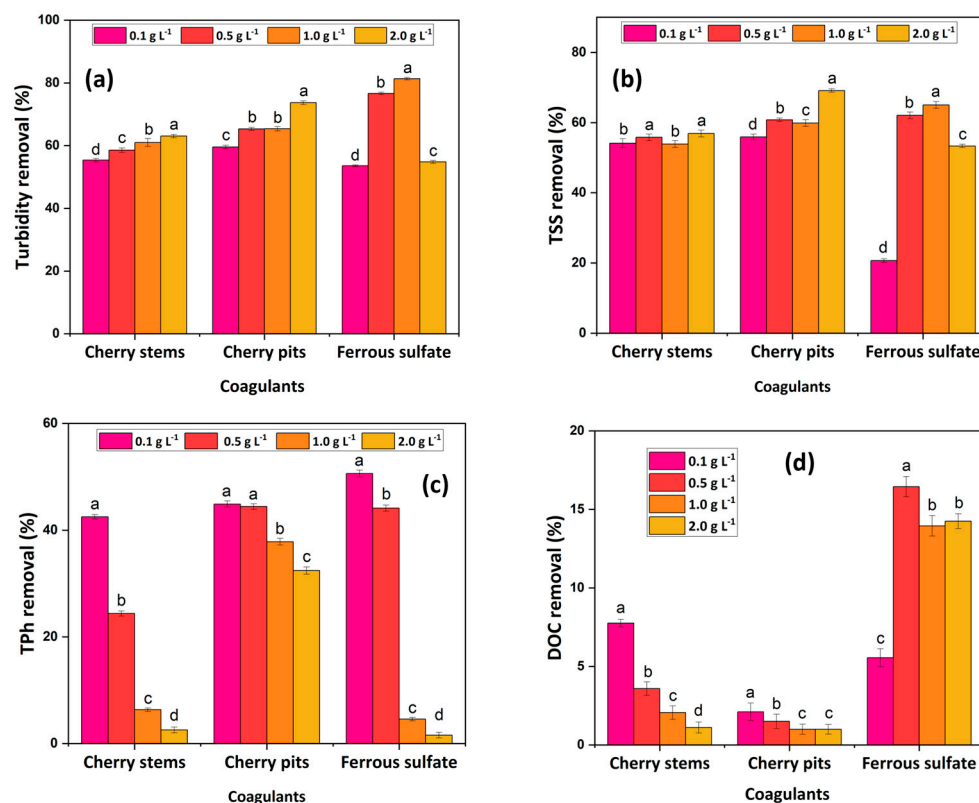 (a)
0.1 g L⁻¹ 0.5 g L⁻¹ 1.0 g L⁻¹ 2.0 g L⁻¹
Turbidity removal (%)
100
80
60
40
20
0
d c b a
c b b a
d b a c
Cherry stems Cherry pits Ferrous sulfate
Coagulants
(b)
0.1 g L⁻¹ 0.5 g L⁻¹ 1.0 g L⁻¹ 2.0 g L⁻¹
TSS removal (%)
80
60
40
20
0
b a b a
d b c a
d b a c
Cherry stems Cherry pits Ferrous sulfate
Coagulants
(c)
0.1 g L⁻¹ 0.5 g L⁻¹ 1.0 g L⁻¹ 2.0 g L⁻¹
TPh removal (%)
60
40
20
0
a b c d
a a b c
a b c d
Cherry stems Cherry pits Ferrous sulfate
Coagulants
(d)
0.1 g L⁻¹
0.5 g L⁻¹
1.0 g L⁻¹
2.0 g L⁻¹
DOC removal (%)
20
15
10
5
0
a b c d
a b c c
c a b b
Cherry stems Cherry pits Ferrous sulfate
Coagulants